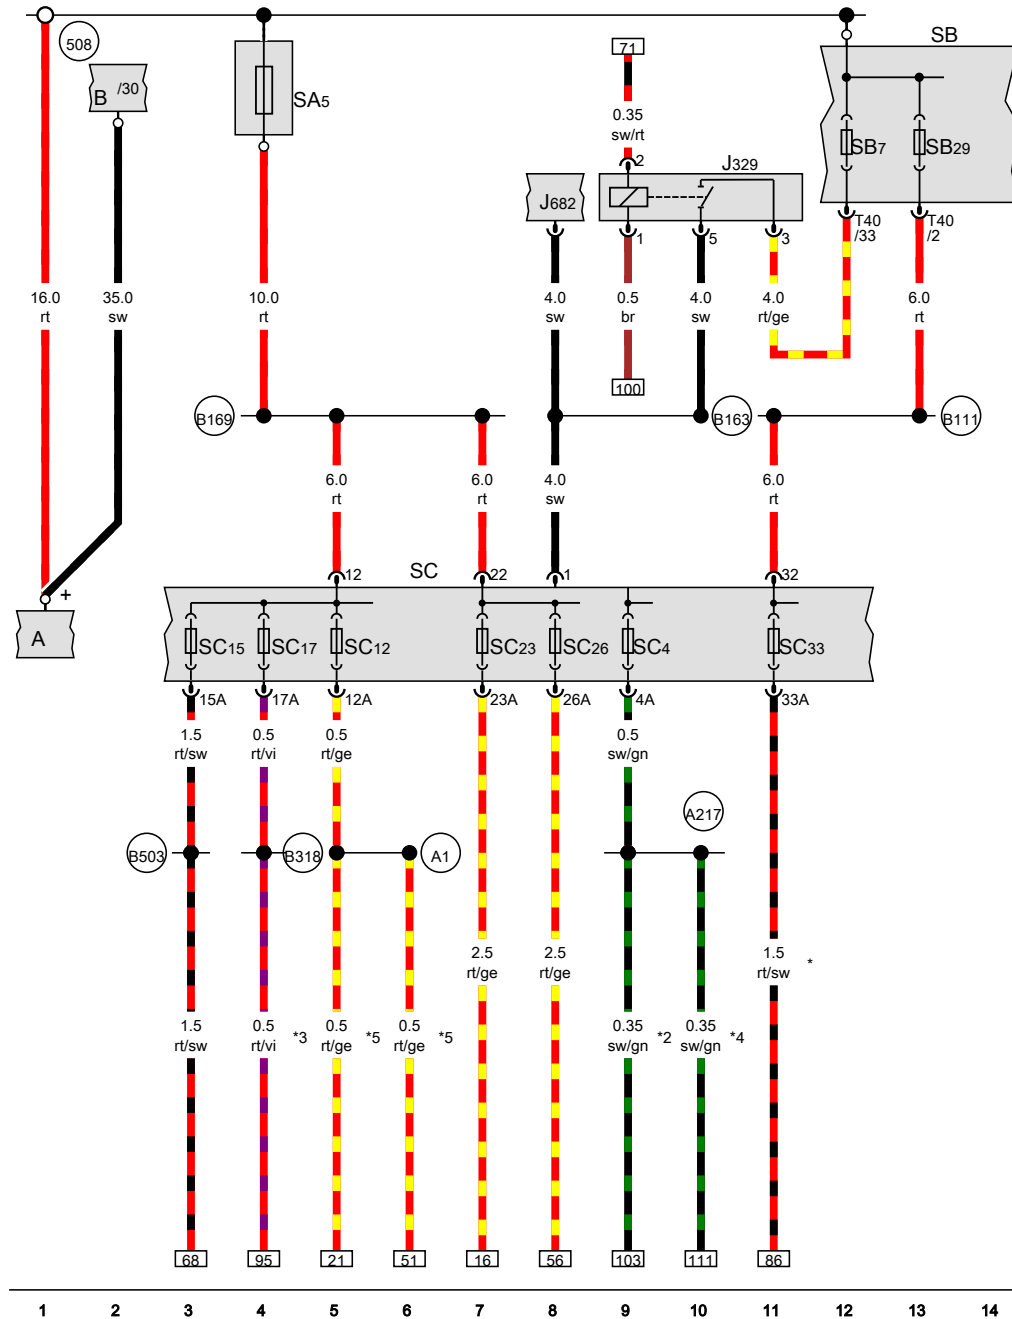 508
SB
B /30
71
SA5
0.35
sw/rt
SB7 SB29
2
J329
J682
T40
/33
T40
/2
1 5 3
16.0
rt
35.0
sw
10.0
rt
4.0
sw
0.5
br
4.0
sw
4.0
rt/ge
6.0
rt
100
B169 B163 B111
6.0
rt
6.0
rt
4.0
sw
6.0
rt
SC
12 22 1 32
+
A
SC15 SC17 SC12 SC23 SC26 SC4 SC33
15A 17A 12A 23A 26A 4A 33A
1.5
rt/sw
0.5
rt/vi
0.5
rt/ge
0.5
sw/gn
A217
B503 B318 A1
2.5
rt/ge
2.5
rt/ge
1.5
rt/sw *
1.5
rt/sw
0.5
rt/vi *3
0.5
rt/ge *5
0.5
rt/ge *5
0.35
sw/gn *2
0.35
sw/gn *4
68 95 21 51 16 56 103 111 86
1 2 3 4 5 6 7 8 9 10 11 12 13 14